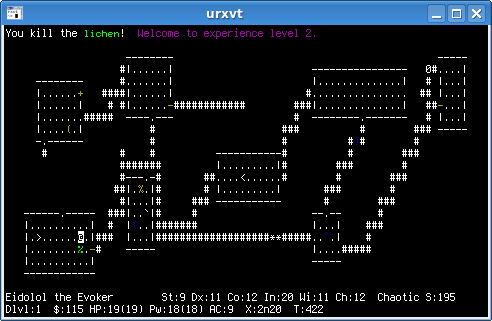 urxvt
You kill the lichen! Welcome to experience level 2.
Eidolol the Evoker St:9 Dx:11 Co:12 In:20 Wi:11 Ch:12 Chaotic S:195
Dlvl:1 $:115 HP:19(19) Pw:18(18) AC:9 X:2n20 T:422